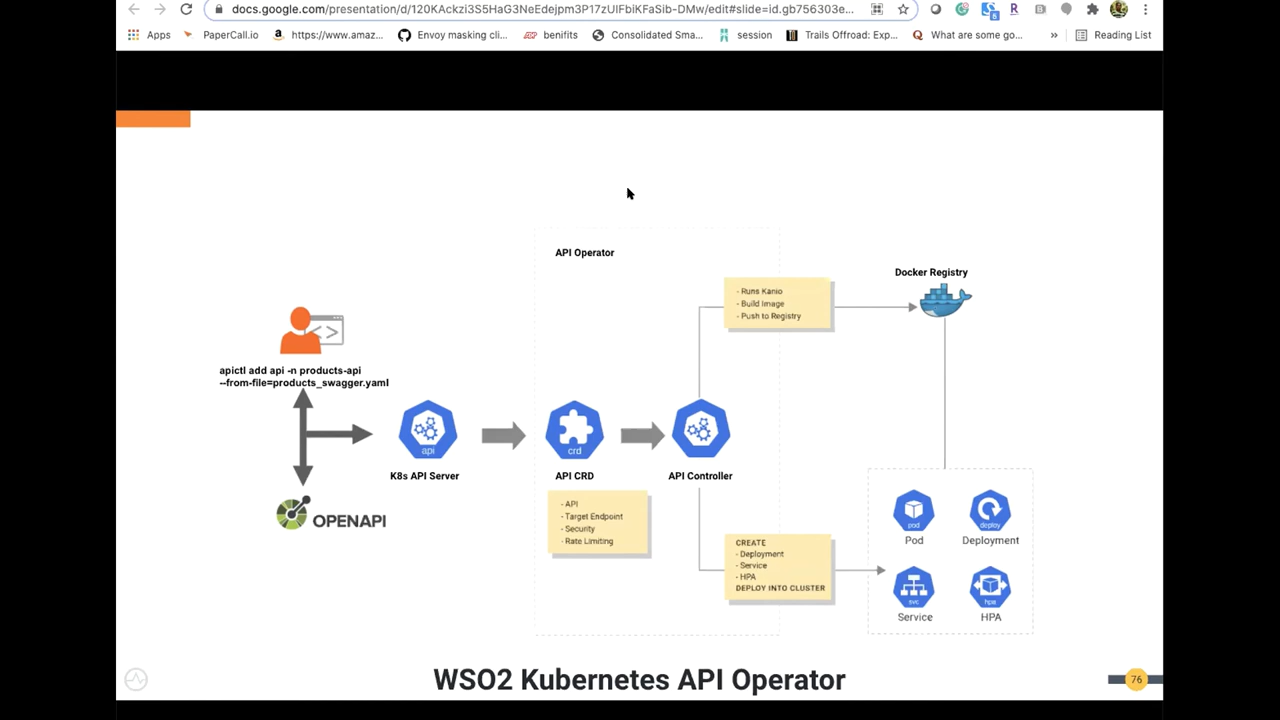 docs.google.com/presentation/d/120KAckzi3S5HaG3NeEdejpm3P17zUIFbiKFaSib-DMw/edit#slide=id.gb756303e...
Apps PaperCall.io https://www.amaz... Envoy masking cli... benifits Consolidated Sma... session Trails Offroad: Exp... What are some go... » Reading List
API Operator
Docker Registry
- Runs Kanio
- Build Image
- Push to Registry
apictl add api -n products-api
--from-file=products_swagger.yaml
api
crd
K8s API Server
API CRD
API Controller
OPENAPI
- API
- Target Endpoint
- Security
- Rate Limiting
CREATE
- Deployment
- Service
- HPA
DEPLOY INTO CLUSTER
pod
deploy
Pod
Deployment
svc
hpa
Service
HPA
WSO2 Kubernetes API Operator
76